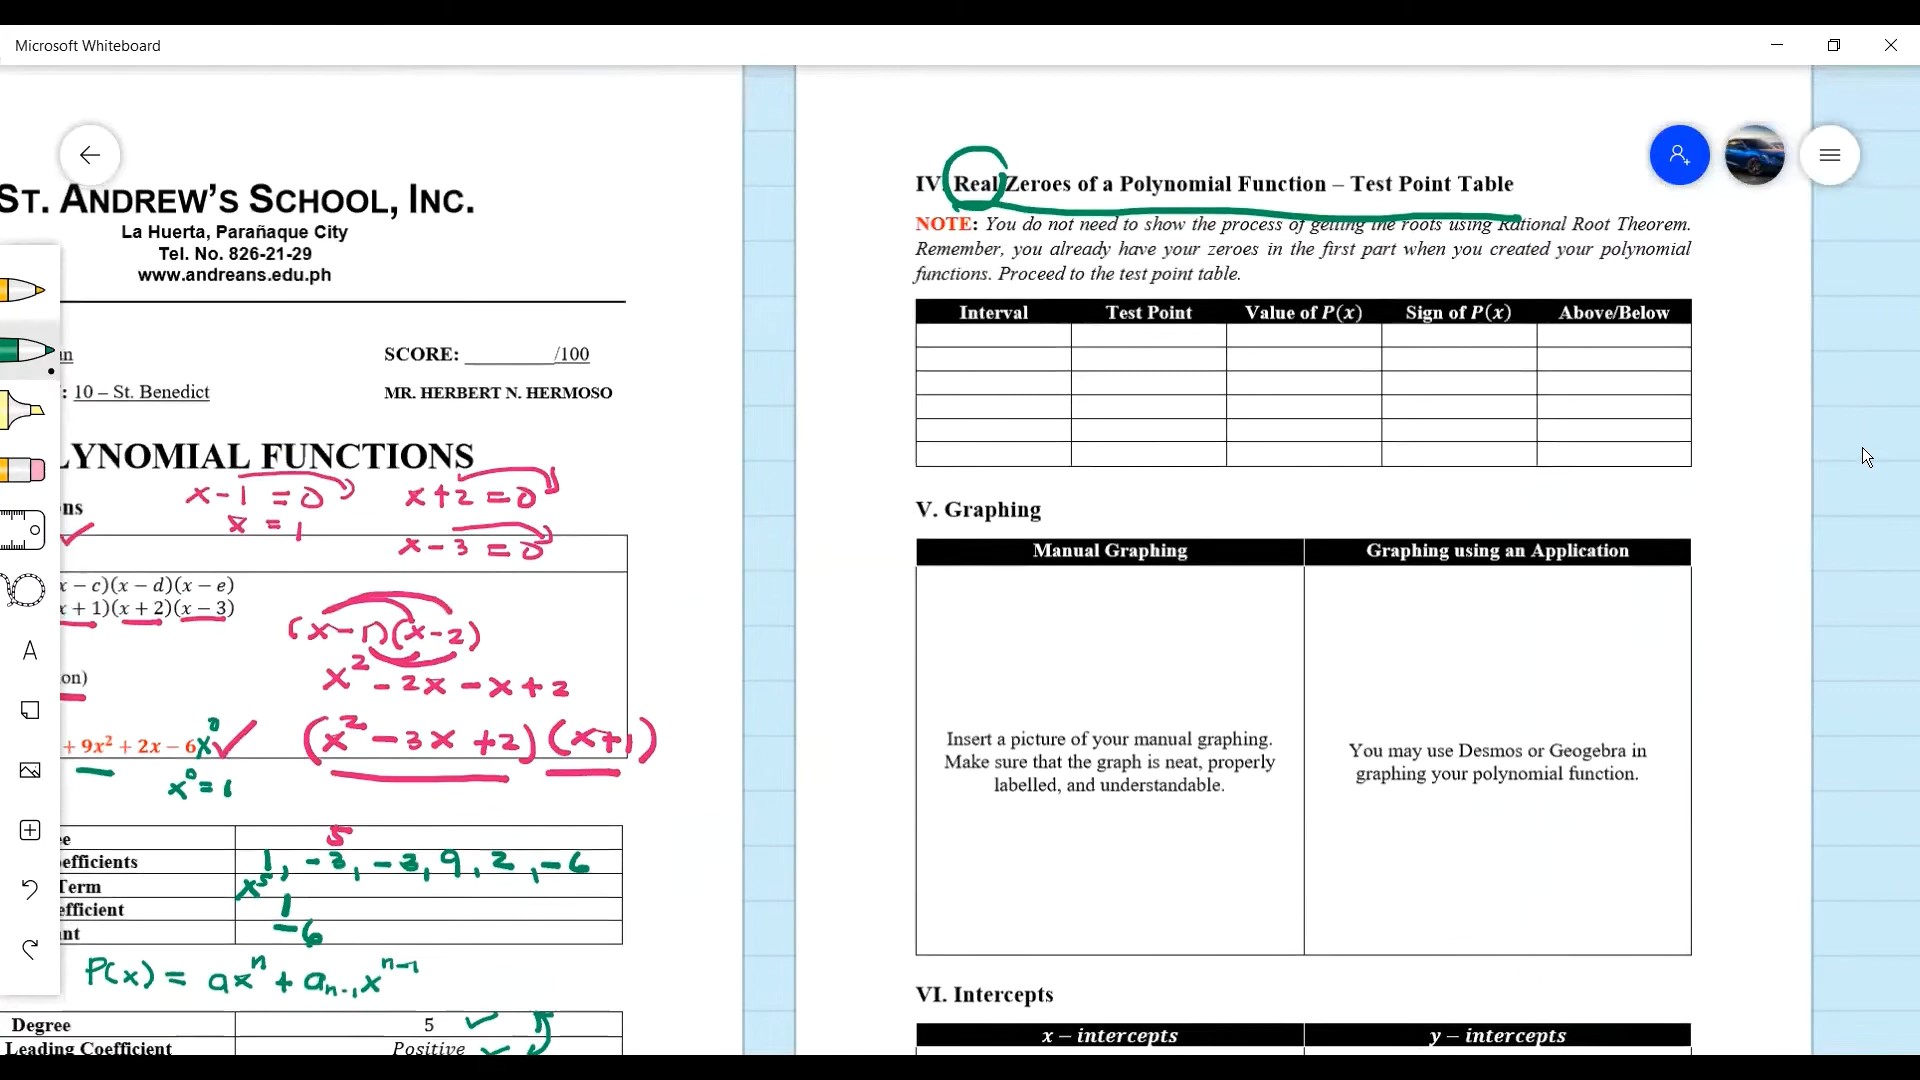 Microsoft Whiteboard
ST. ANDREW'S SCHOOL, INC.
La Huerta, Parañaque City
Tel. No. 826-21-29
www.andreans.edu.ph
SCORE: _________/100
: 10 – St. Benedict
MR. HERBERT N. HERMOSO
LYNOMIAL FUNCTIONS
ns
x - 1 = 0
x = 1
x + 2 = 0
x - 3 = 0
x − c)(x − d)(x − e)
x + 1)(x + 2)(x − 3)
(x - 1)(x - 2)
x² - 2x - x + 2
on)
(x² - 3x + 2)(x + 1)
+ 9x² + 2x − 6x⁰
x⁰ = 1
ee
5
efficients
1, -3, -3, 9, 2, -6
Term
x⁵
efficient
1
nt
-6
P(x) = axⁿ + aₙ₋₁xⁿ⁻¹
Degree
5
Leading Coefficient
Positive
IV. Real Zeroes of a Polynomial Function – Test Point Table
NOTE: You do not need to show the process of getting the roots using Rational Root Theorem.
Remember, you already have your zeroes in the first part when you created your polynomial
functions. Proceed to the test point table.
Interval
Test Point
Value of P(x)
Sign of P(x)
Above/Below
V. Graphing
Manual Graphing
Graphing using an Application
Insert a picture of your manual graphing.
Make sure that the graph is neat, properly
labelled, and understandable.
You may use Desmos or Geogebra in
graphing your polynomial function.
VI. Intercepts
x – intercepts
y – intercepts